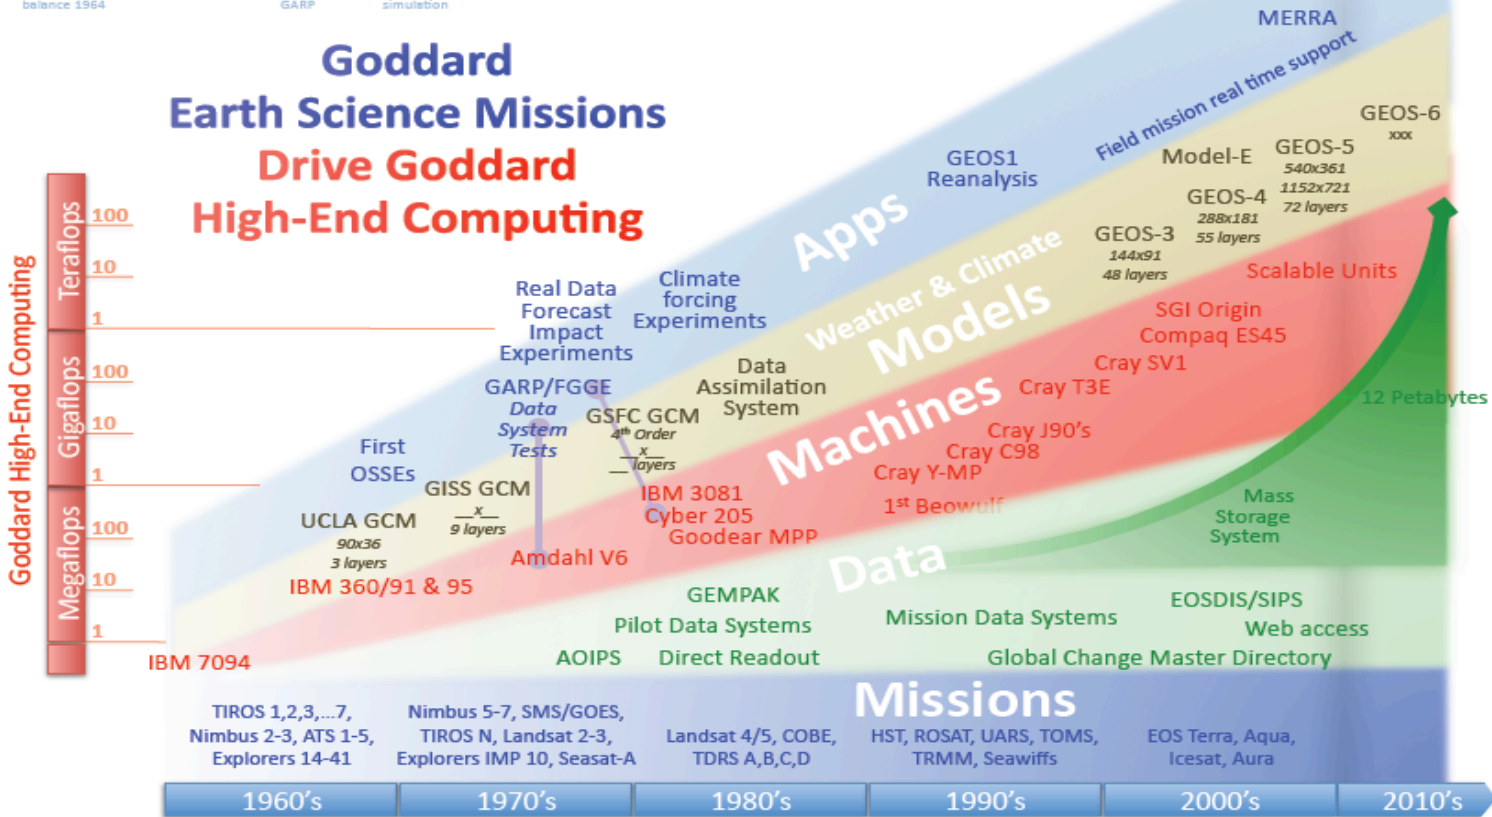 balance 1964
GARP
simulation
Goddard
Earth Science Missions
Drive Goddard
High-End Computing
Goddard High-End Computing
Teraflops
100
10
1
Gigaflops
100
10
1
Megaflops
100
10
1
MERRA
Field mission real time support
GEOS1
Reanalysis
Apps
Climate
forcing
Experiments
Real Data
Forecast
Impact
Experiments
GARP/FGGE
Data
System
Tests
First
OSSEs
GEOS-6
xxx
GEOS-5
540x361
1152x721
72 layers
Model-E
GEOS-4
288x181
55 layers
GEOS-3
144x91
48 layers
Weather & Climate
Models
Data
Assimilation
System
GSFC GCM
4th Order
__x__
__ layers
GISS GCM
__x__
9 layers
UCLA GCM
90x36
3 layers
Machines
Scalable Units
SGI Origin
Compaq ES45
Cray SV1
Cray T3E
Cray J90's
Cray C98
Cray Y-MP
1st Beowulf
IBM 3081
Cyber 205
Goodear MPP
Amdahl V6
IBM 360/91 & 95
IBM 7094
12 Petabytes
Mass
Storage
System
Data
GEMPAK
Pilot Data Systems
AOIPS
Direct Readout
Mission Data Systems
EOSDIS/SIPS
Web access
Global Change Master Directory
Missions
TIROS 1,2,3,...7,
Nimbus 2-3, ATS 1-5,
Explorers 14-41
Nimbus 5-7, SMS/GOES,
TIROS N, Landsat 2-3,
Explorers IMP 10, Seasat-A
Landsat 4/5, COBE,
TDRS A,B,C,D
HST, ROSAT, UARS, TOMS,
TRMM, Seawiffs
EOS Terra, Aqua,
Icesat, Aura
1960's
1970's
1980's
1990's
2000's
2010's